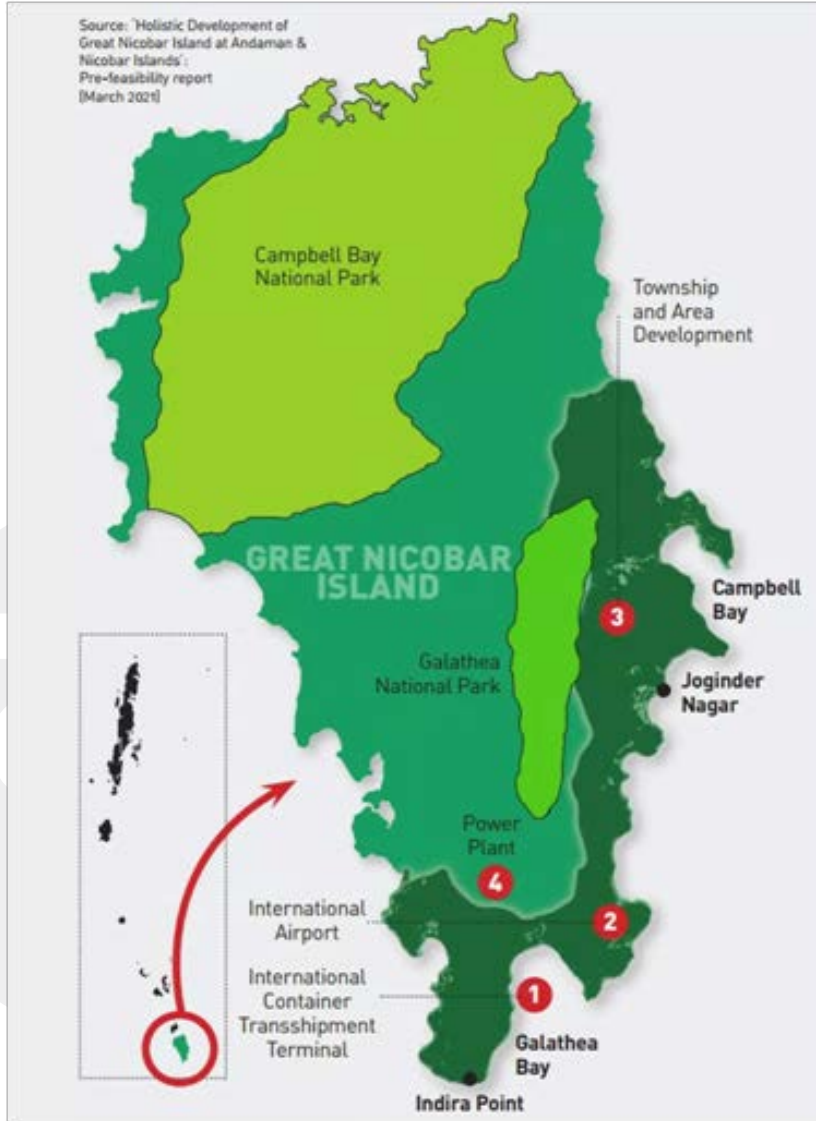 Source: 'Holistic Development of
Great Nicobar Island at Andaman &
Nicobar Islands':
Pre-feasibility report
(March 2021)
Campbell Bay
National Park
Township
and Area
Development
GREAT NICOBAR
ISLAND
Campbell
Bay
3
Galathea
National Park
Joginder
Nagar
Power
Plant
4
International
Airport
2
International
Container
Transshipment
Terminal
1
Galathea
Bay
Indira Point